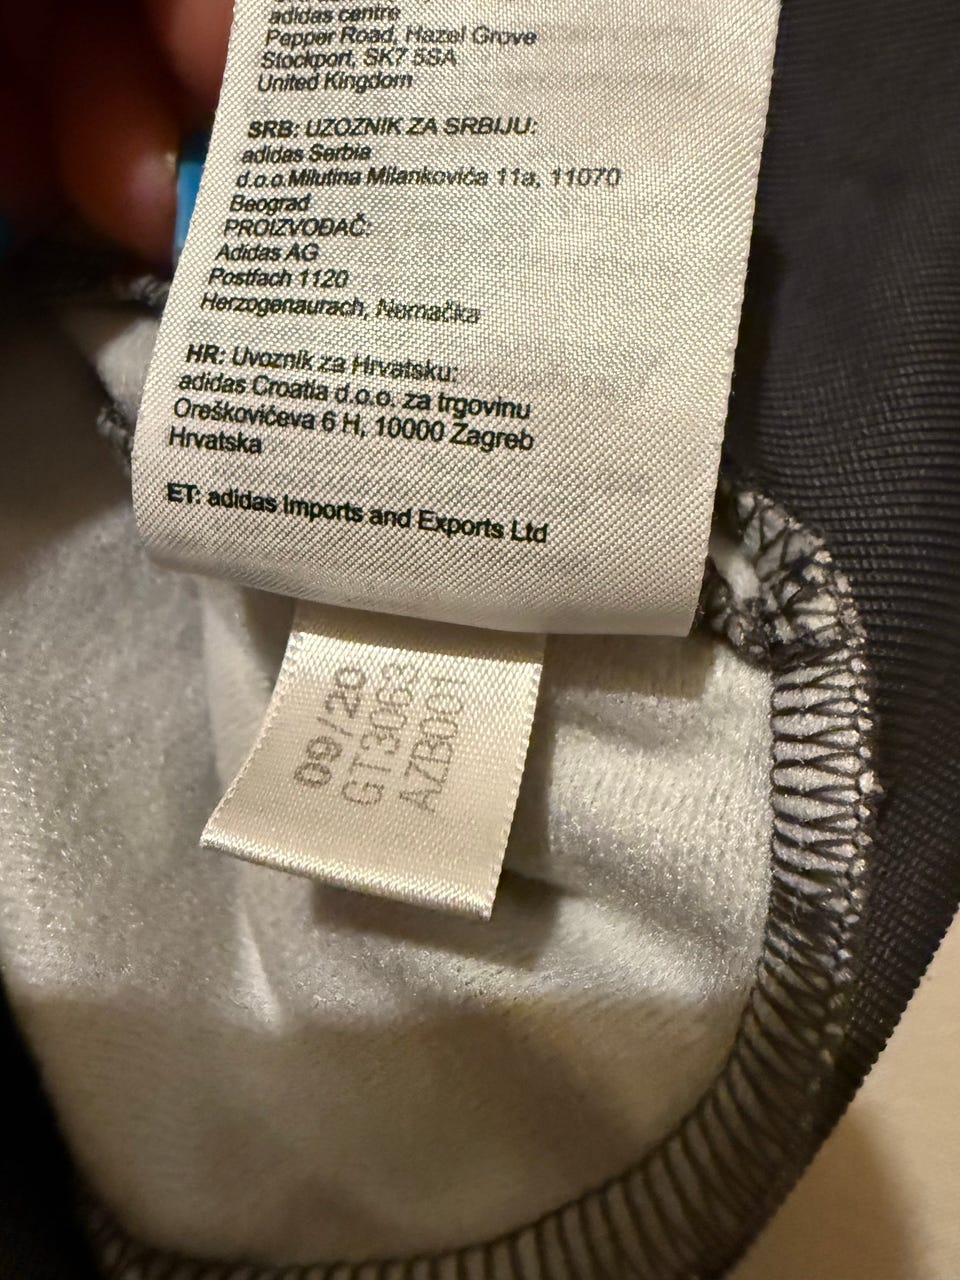 adidas centre
Pepper Road, Hazel Grove
Stockport, SK7 5SA
United Kingdom
SRB: UZOZNIK ZA SRBIJU:
adidas Serbia
d.o.o.Milutina Milankovića 11a, 11070
Beograd
PROIZVOĐAČ:
Adidas AG
Postfach 1120
Herzogenaurach, Nemačka
HR: Uvoznik za Hrvatsku:
adidas Croatia d.o.o. za trgovinu
Oreškovićeva 6 H, 10000 Zagreb
Hrvatska
ET: adidas Imports and Exports Ltd
09/20
GT3063
AZB001